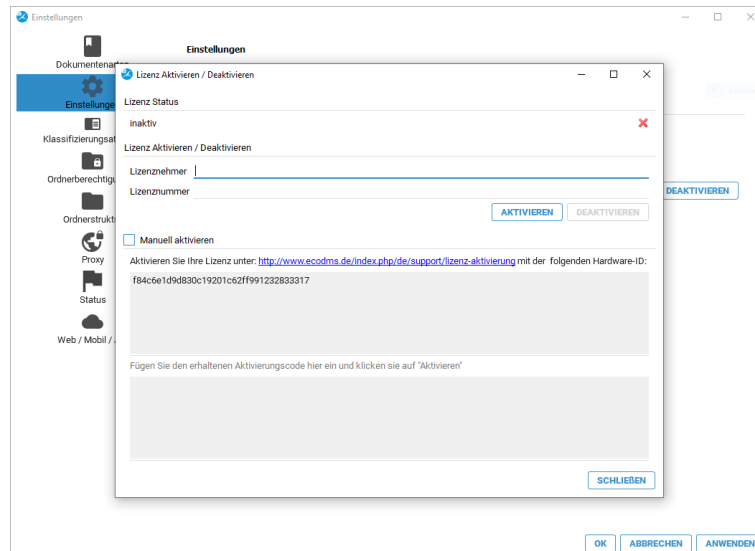 Einstellungen
Einstellungen
Lizenz Aktivieren / Deaktivieren
Lizenz Status
inaktiv
Lizenz Aktivieren / Deaktivieren
Lizenznehmer
Lizenznummer
AKTIVIEREN
DEAKTIVIEREN
Manuell aktivieren
Aktivieren Sie Ihre Lizenz unter: http://www.ecodms.de/index.php/de/support/lizenz-aktivierung mit der folgenden Hardware-ID:
f84c6e1d9d830c19201c62ff991232833317
Fügen Sie den erhaltenen Aktivierungscode hier ein und klicken sie auf "Aktivieren"
SCHLIEßEN
Dokumentenarten
Einstellunge
Klassifizierungsat
Ordnerberechtigu
Ordnerstrukt
Proxy
Status
Web / Mobil /
DEAKTIVIEREN
OK
ABBRECHEN
ANWENDEN